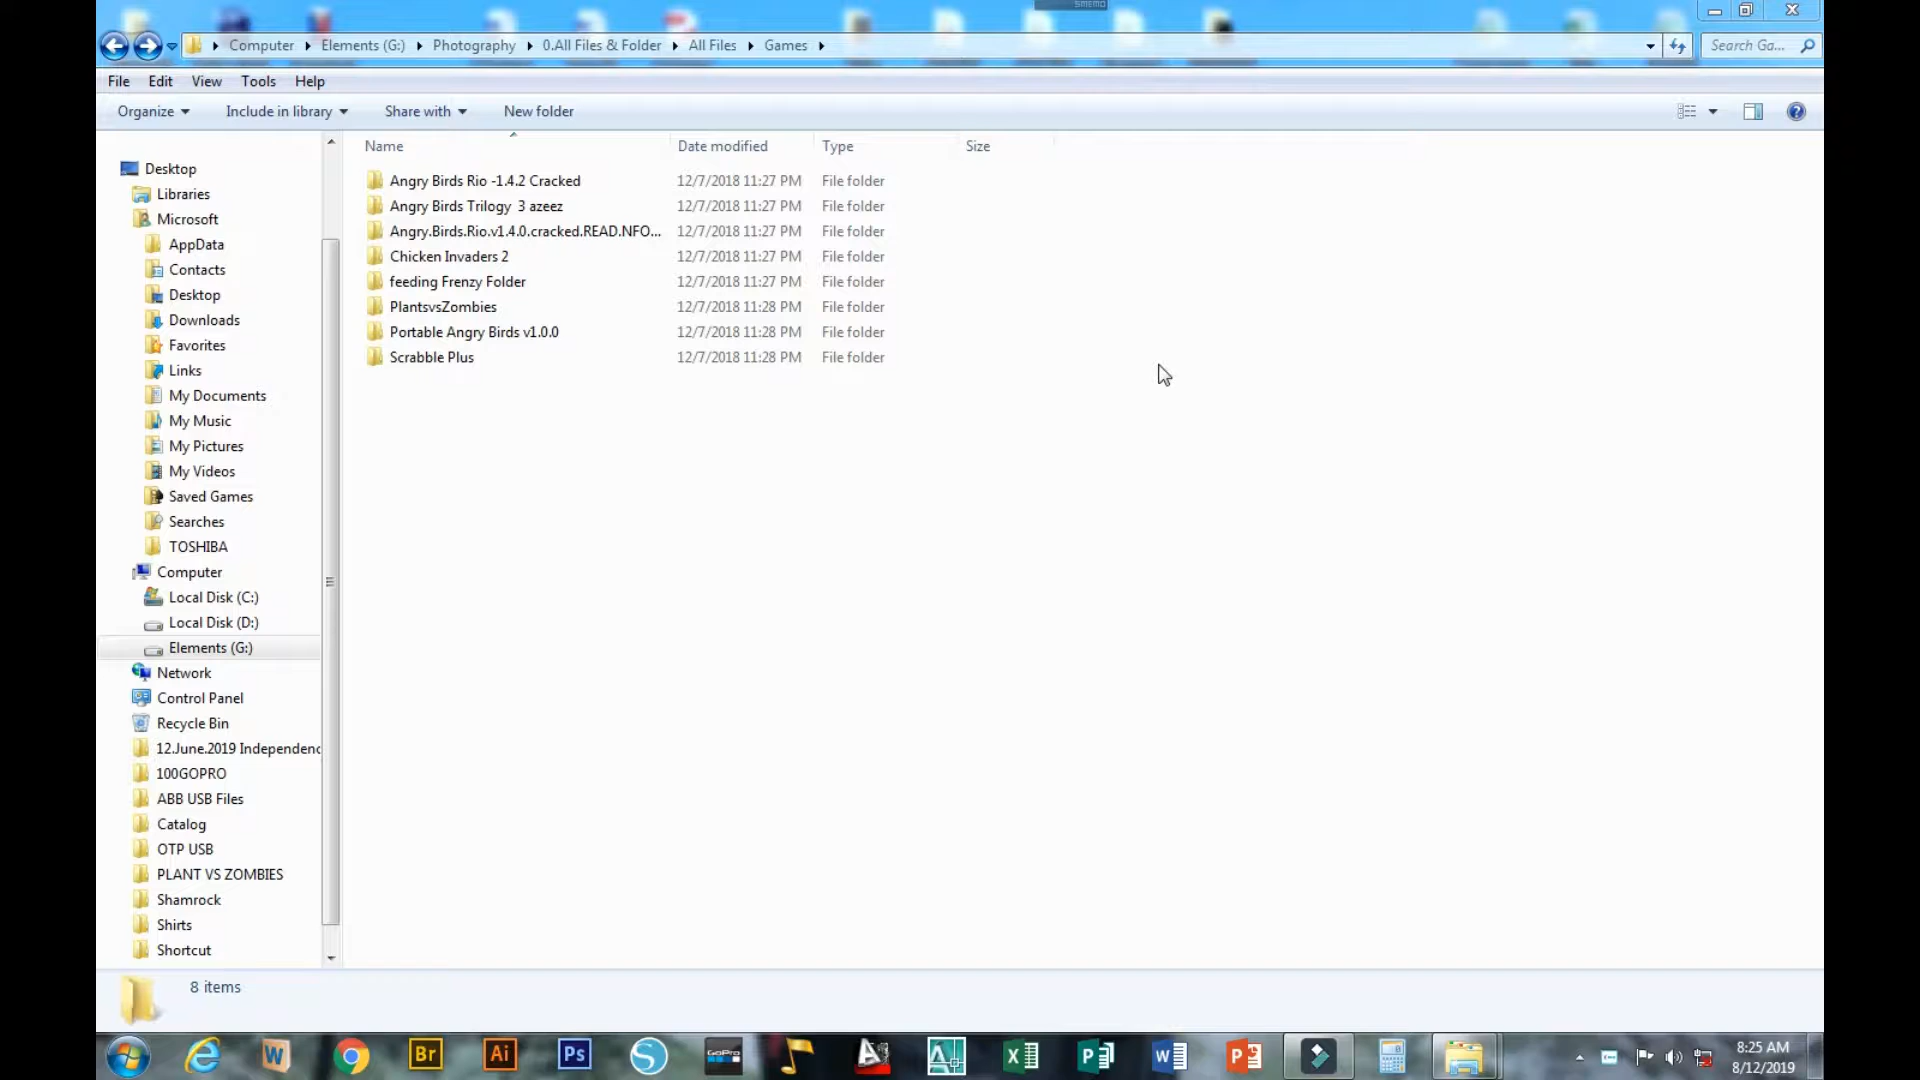 SMEMO
Computer Elements (G:) Photography 0.All Files & Folder All Files Games
Search Ga...
File Edit View Tools Help
Organize Include in library Share with New folder
Name Date modified Type Size
Angry Birds Rio -1.4.2 Cracked 12/7/2018 11:27 PM File folder
Angry Birds Trilogy 3 azeez 12/7/2018 11:27 PM File folder
Angry.Birds.Rio.v1.4.0.cracked.READ.NFO... 12/7/2018 11:27 PM File folder
Chicken Invaders 2 12/7/2018 11:27 PM File folder
feeding Frenzy Folder 12/7/2018 11:27 PM File folder
PlantsvsZombies 12/7/2018 11:28 PM File folder
Portable Angry Birds v1.0.0 12/7/2018 11:28 PM File folder
Scrabble Plus 12/7/2018 11:28 PM File folder
Desktop
Libraries
Microsoft
AppData
Contacts
Desktop
Downloads
Favorites
Links
My Documents
My Music
My Pictures
My Videos
Saved Games
Searches
TOSHIBA
Computer
Local Disk (C:)
Local Disk (D:)
Elements (G:)
Network
Control Panel
Recycle Bin
12.June.2019 Independenc
100GOPRO
ABB USB Files
Catalog
OTP USB
PLANT VS ZOMBIES
Shamrock
Shirts
Shortcut
8 items
Br Ai Ps GoPro
8:25 AM
8/12/2019